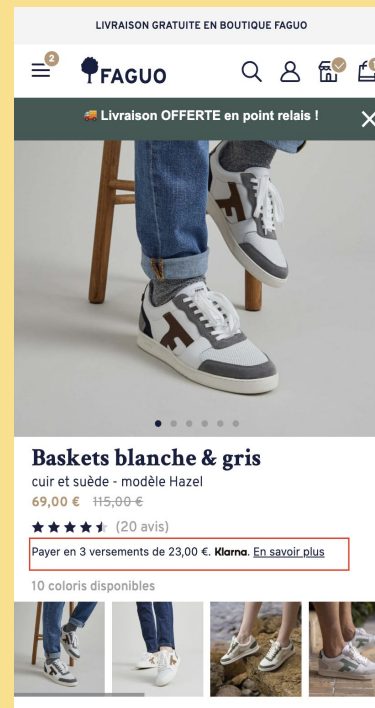 LIVRAISON GRATUITE EN BOUTIQUE FAGUO
2
FAGUO
🚚 Livraison OFFERTE en point relais !
Baskets blanche & gris
cuir et suède - modèle Hazel
69,00 € 115,00 €
(20 avis)
Payer en 3 versements de 23,00 €. Klarna. En savoir plus
10 coloris disponibles